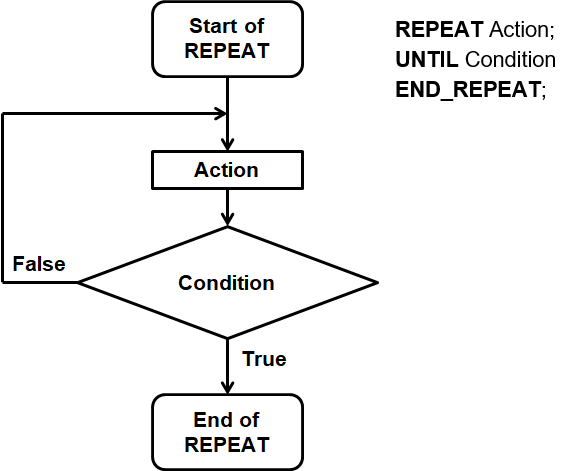 Start of
REPEAT
REPEAT Action;
UNTIL Condition
END_REPEAT;
Action
False
Condition
True
End of
REPEAT